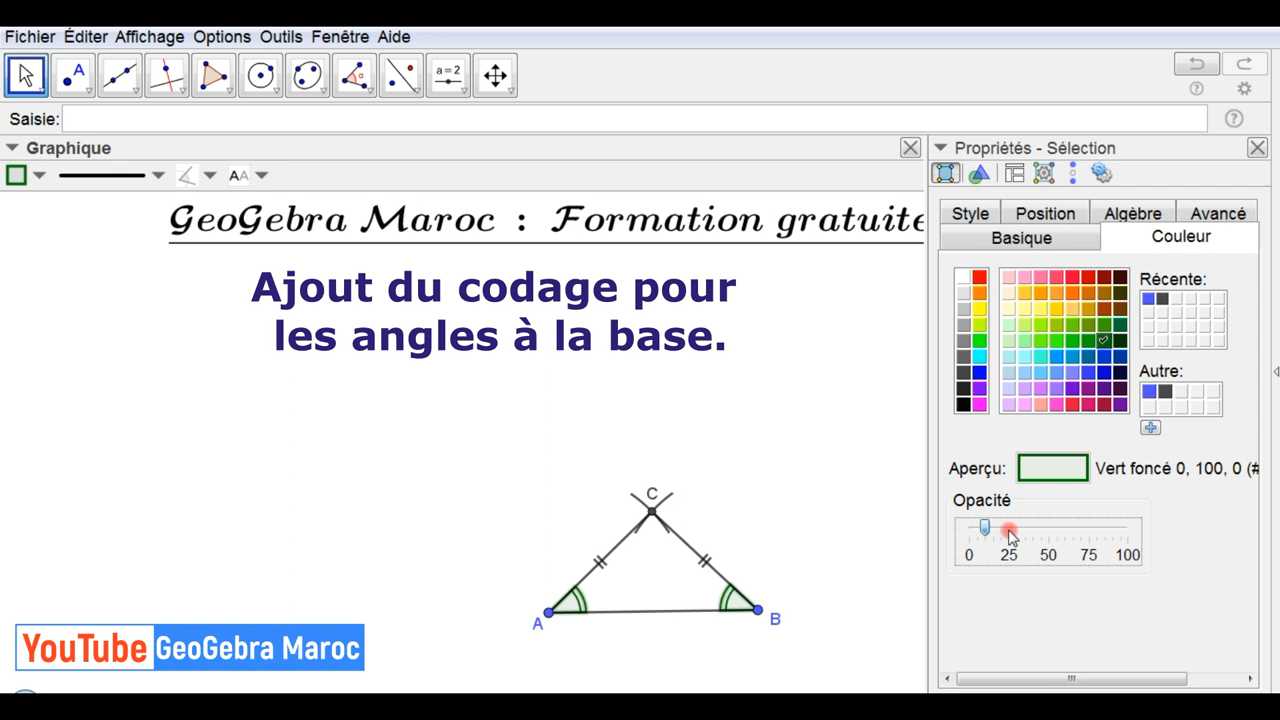 Fichier Éditer Affichage Options Outils Fenêtre Aide
A a=2
Saisie:
Graphique
Propriétés - Sélection
AA
GeoGebra Maroc : Formation gratuite
Style Position Algèbre Avancé
Basique Couleur
Ajout du codage pour
les angles à la base.
Récente:
Autre:
Aperçu: Vert foncé 0, 100, 0 (#
Opacité
0 25 50 75 100
C
A
B
YouTube GeoGebra Maroc